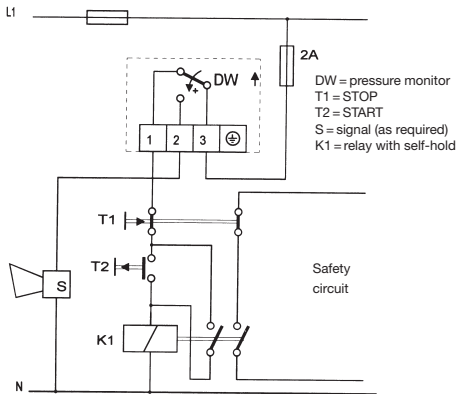 L1
2A
DW
+
DW = pressure monitor
T1 = STOP
T2 = START
S = signal (as required)
K1 = relay with self-hold
1 2 3
T1
T2
Safety
circuit
S
K1
N